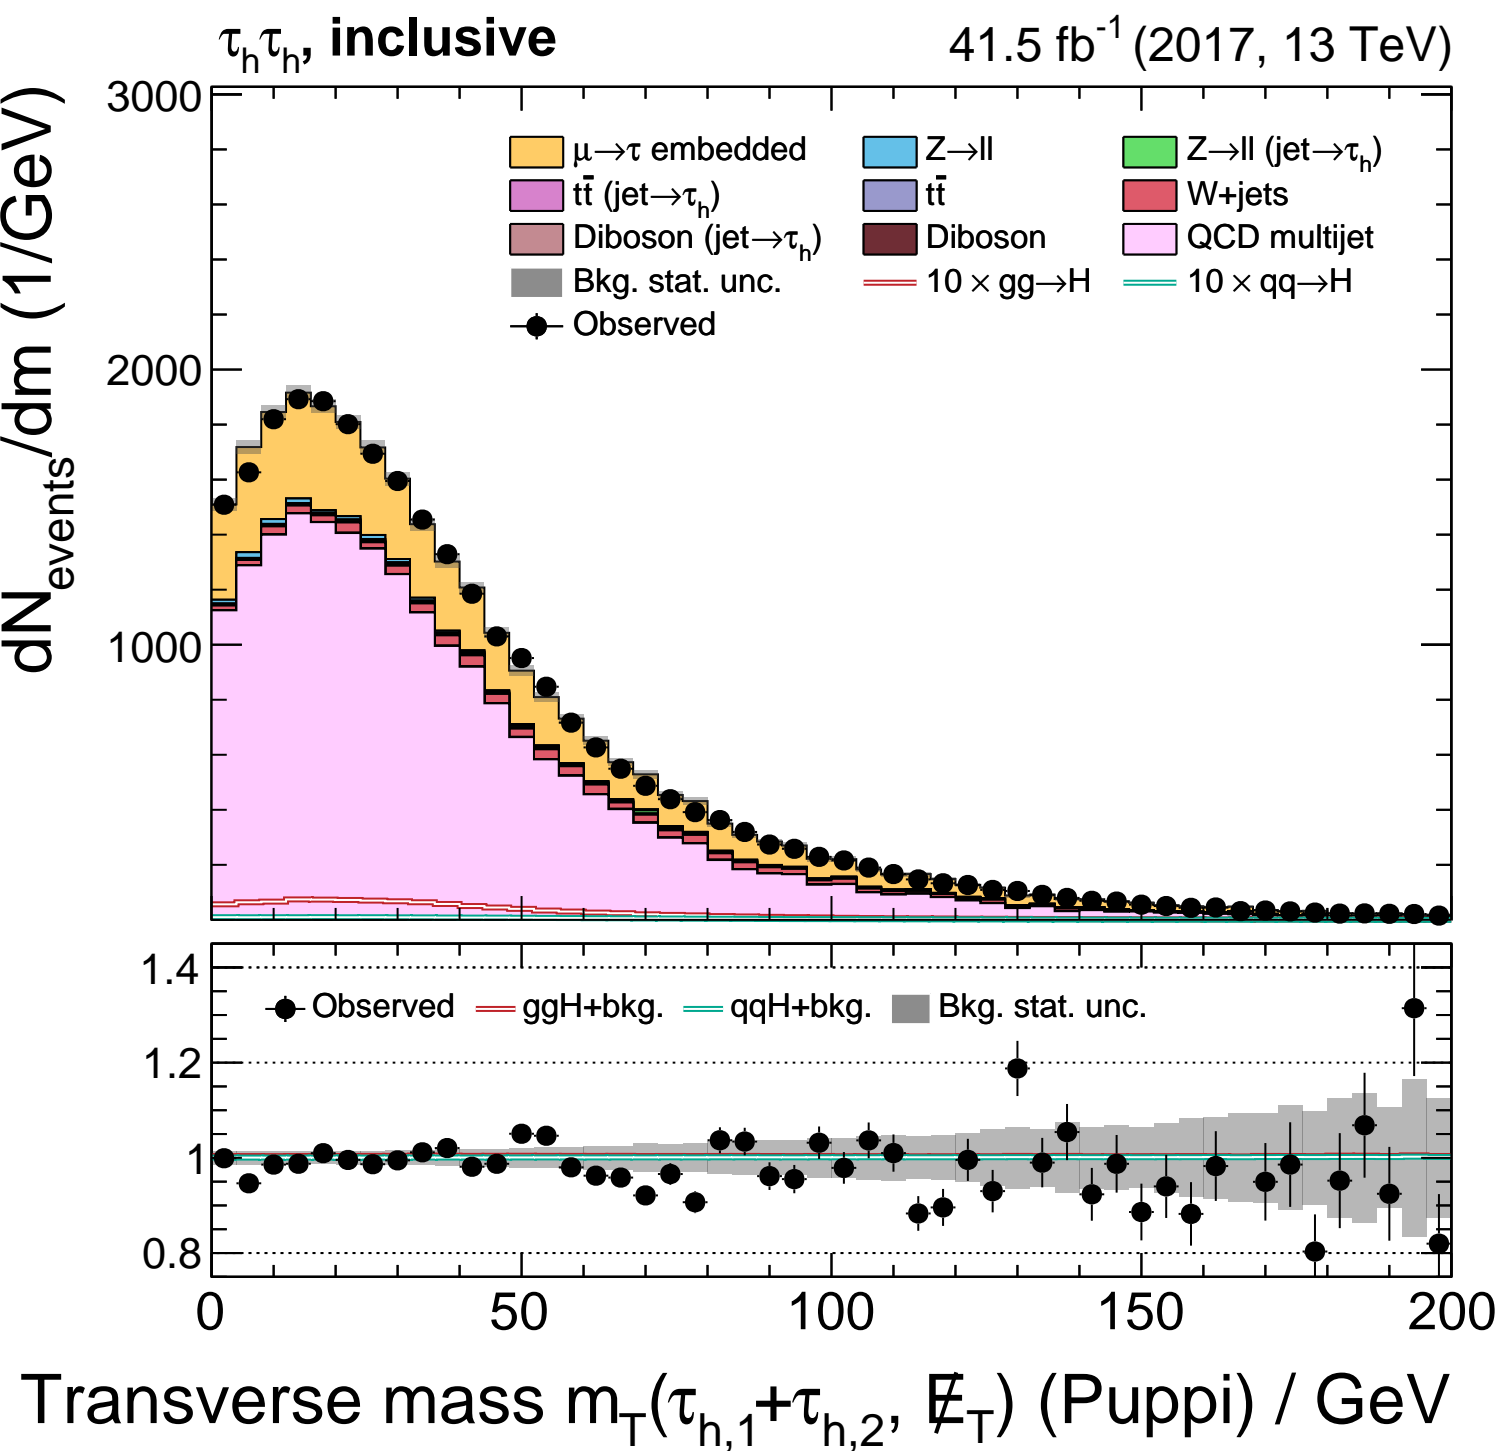 τhτh, inclusive 41.5 fb-1 (2017, 13 TeV)
dNevents/dm (1/GeV)
3000
2000
1000
μ→τ embedded Z→ll Z→ll (jet→τh)
tt̄ (jet→τh) tt̄ W+jets
Diboson (jet→τh) Diboson QCD multijet
Bkg. stat. unc. 10 × gg→H 10 × qq→H
Observed
1.4
1.2
1
0.8
Observed ggH+bkg. qqH+bkg. Bkg. stat. unc.
0 50 100 150 200
Transverse mass mT(τh,1+τh,2, E̸T) (Puppi) / GeV